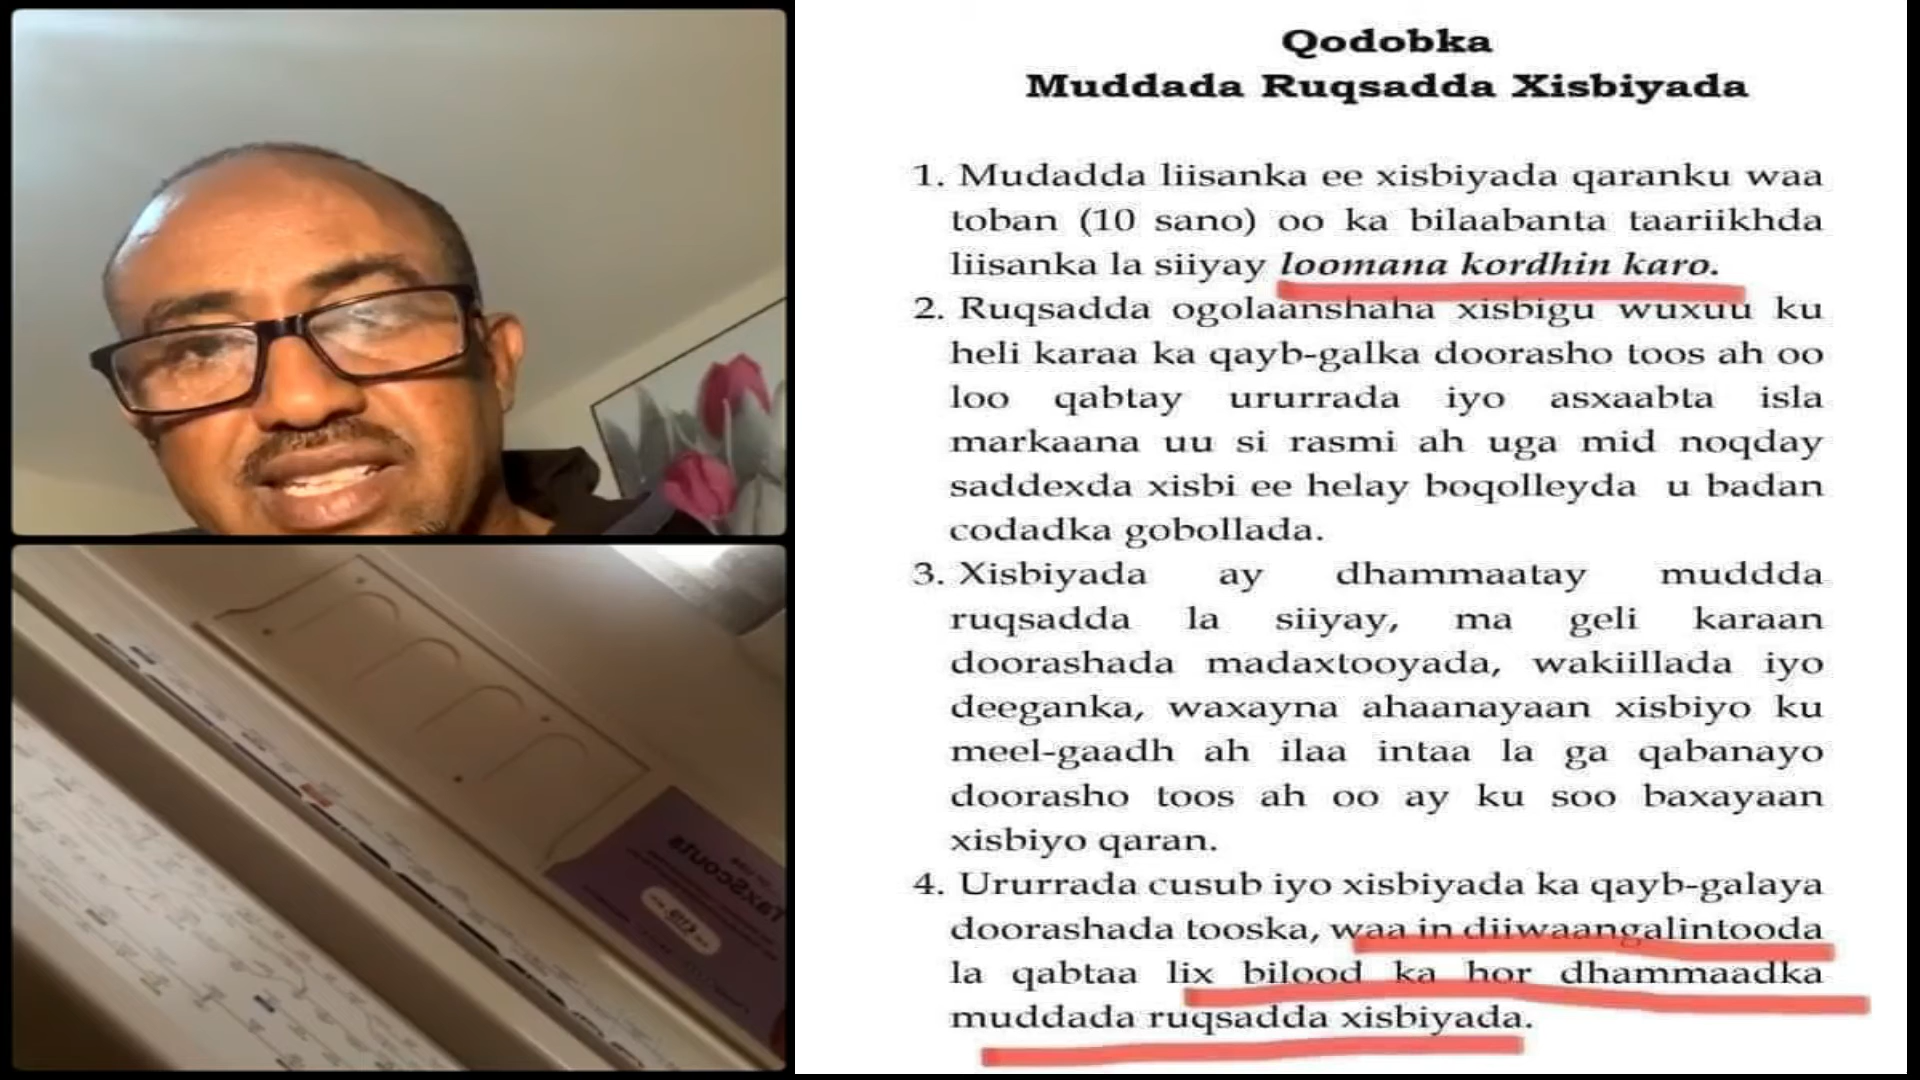 Qodobka
Muddada Ruqsadda Xisbiyada
1. Mudadda liisanka ee xisbiyada qaranku waa
toban (10 sano) oo ka bilaabanta taariikhda
liisanka la siiyay loomana kordhin karo.
2. Ruqsadda ogolaanshaha xisbigu wuxuu ku
heli karaa ka qayb-galka doorasho toos ah oo
loo qabtay ururrada iyo asxaabta isla
markaana uu si rasmi ah uga mid noqday
saddexda xisbi ee helay boqolleyda u badan
codadka gobollada.
3. Xisbiyada ay dhammaatay muddda
ruqsadda la siiyay, ma geli karaan
doorashada madaxtooyada, wakiillada iyo
deeganka, waxayna ahaanayaan xisbiyo ku
meel-gaadh ah ilaa intaa la ga qabanayo
doorasho toos ah oo ay ku soo baxayaan
xisbiyo qaran.
4. Ururrada cusub iyo xisbiyada ka qayb-galaya
doorashada tooska, waa in diiwaangalintooda
la qabtaa lix bilood ka hor dhammaadka
muddada ruqsadda xisbiyada.
TaxScouts